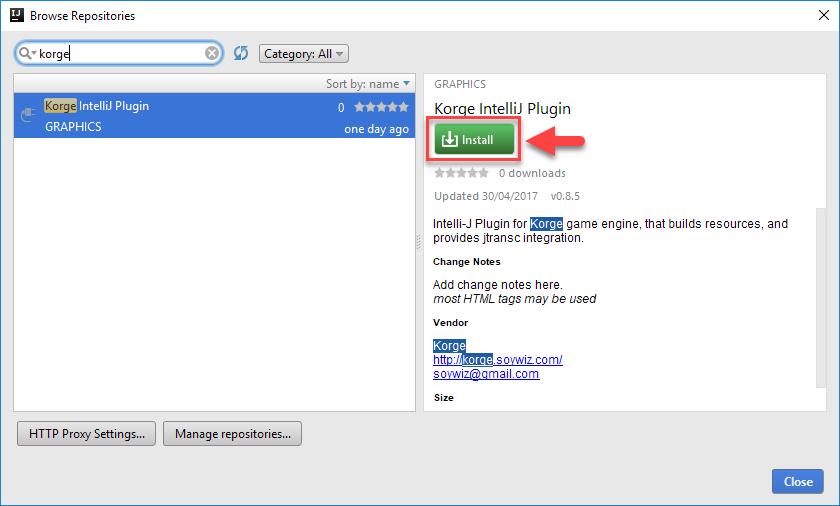 Browse Repositories
korge
Category: All
Sort by: name
Korge IntelliJ Plugin
0
GRAPHICS
one day ago
GRAPHICS
Korge IntelliJ Plugin
Install
0 downloads
Updated 30/04/2017 v0.8.5
Intelli-J Plugin for Korge game engine, that builds resources, and
provides jtransc integration.
Change Notes
Add change notes here.
most HTML tags may be used
Vendor
Korge
http://korge.soywiz.com/
soywiz@gmail.com
Size
HTTP Proxy Settings...
Manage repositories...
Close